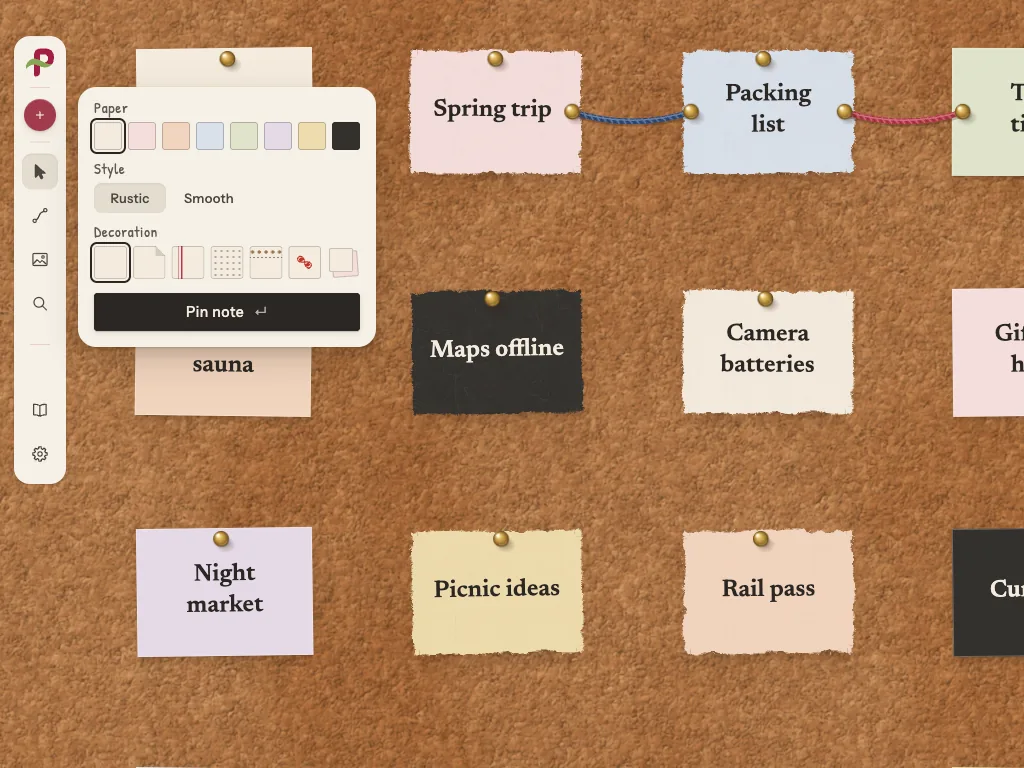 Paper
Style
Rustic
Smooth
Decoration
Pin note
sauna
Spring trip
Packing
list
Maps offline
Camera
batteries
Night
market
Picnic ideas
Rail pass